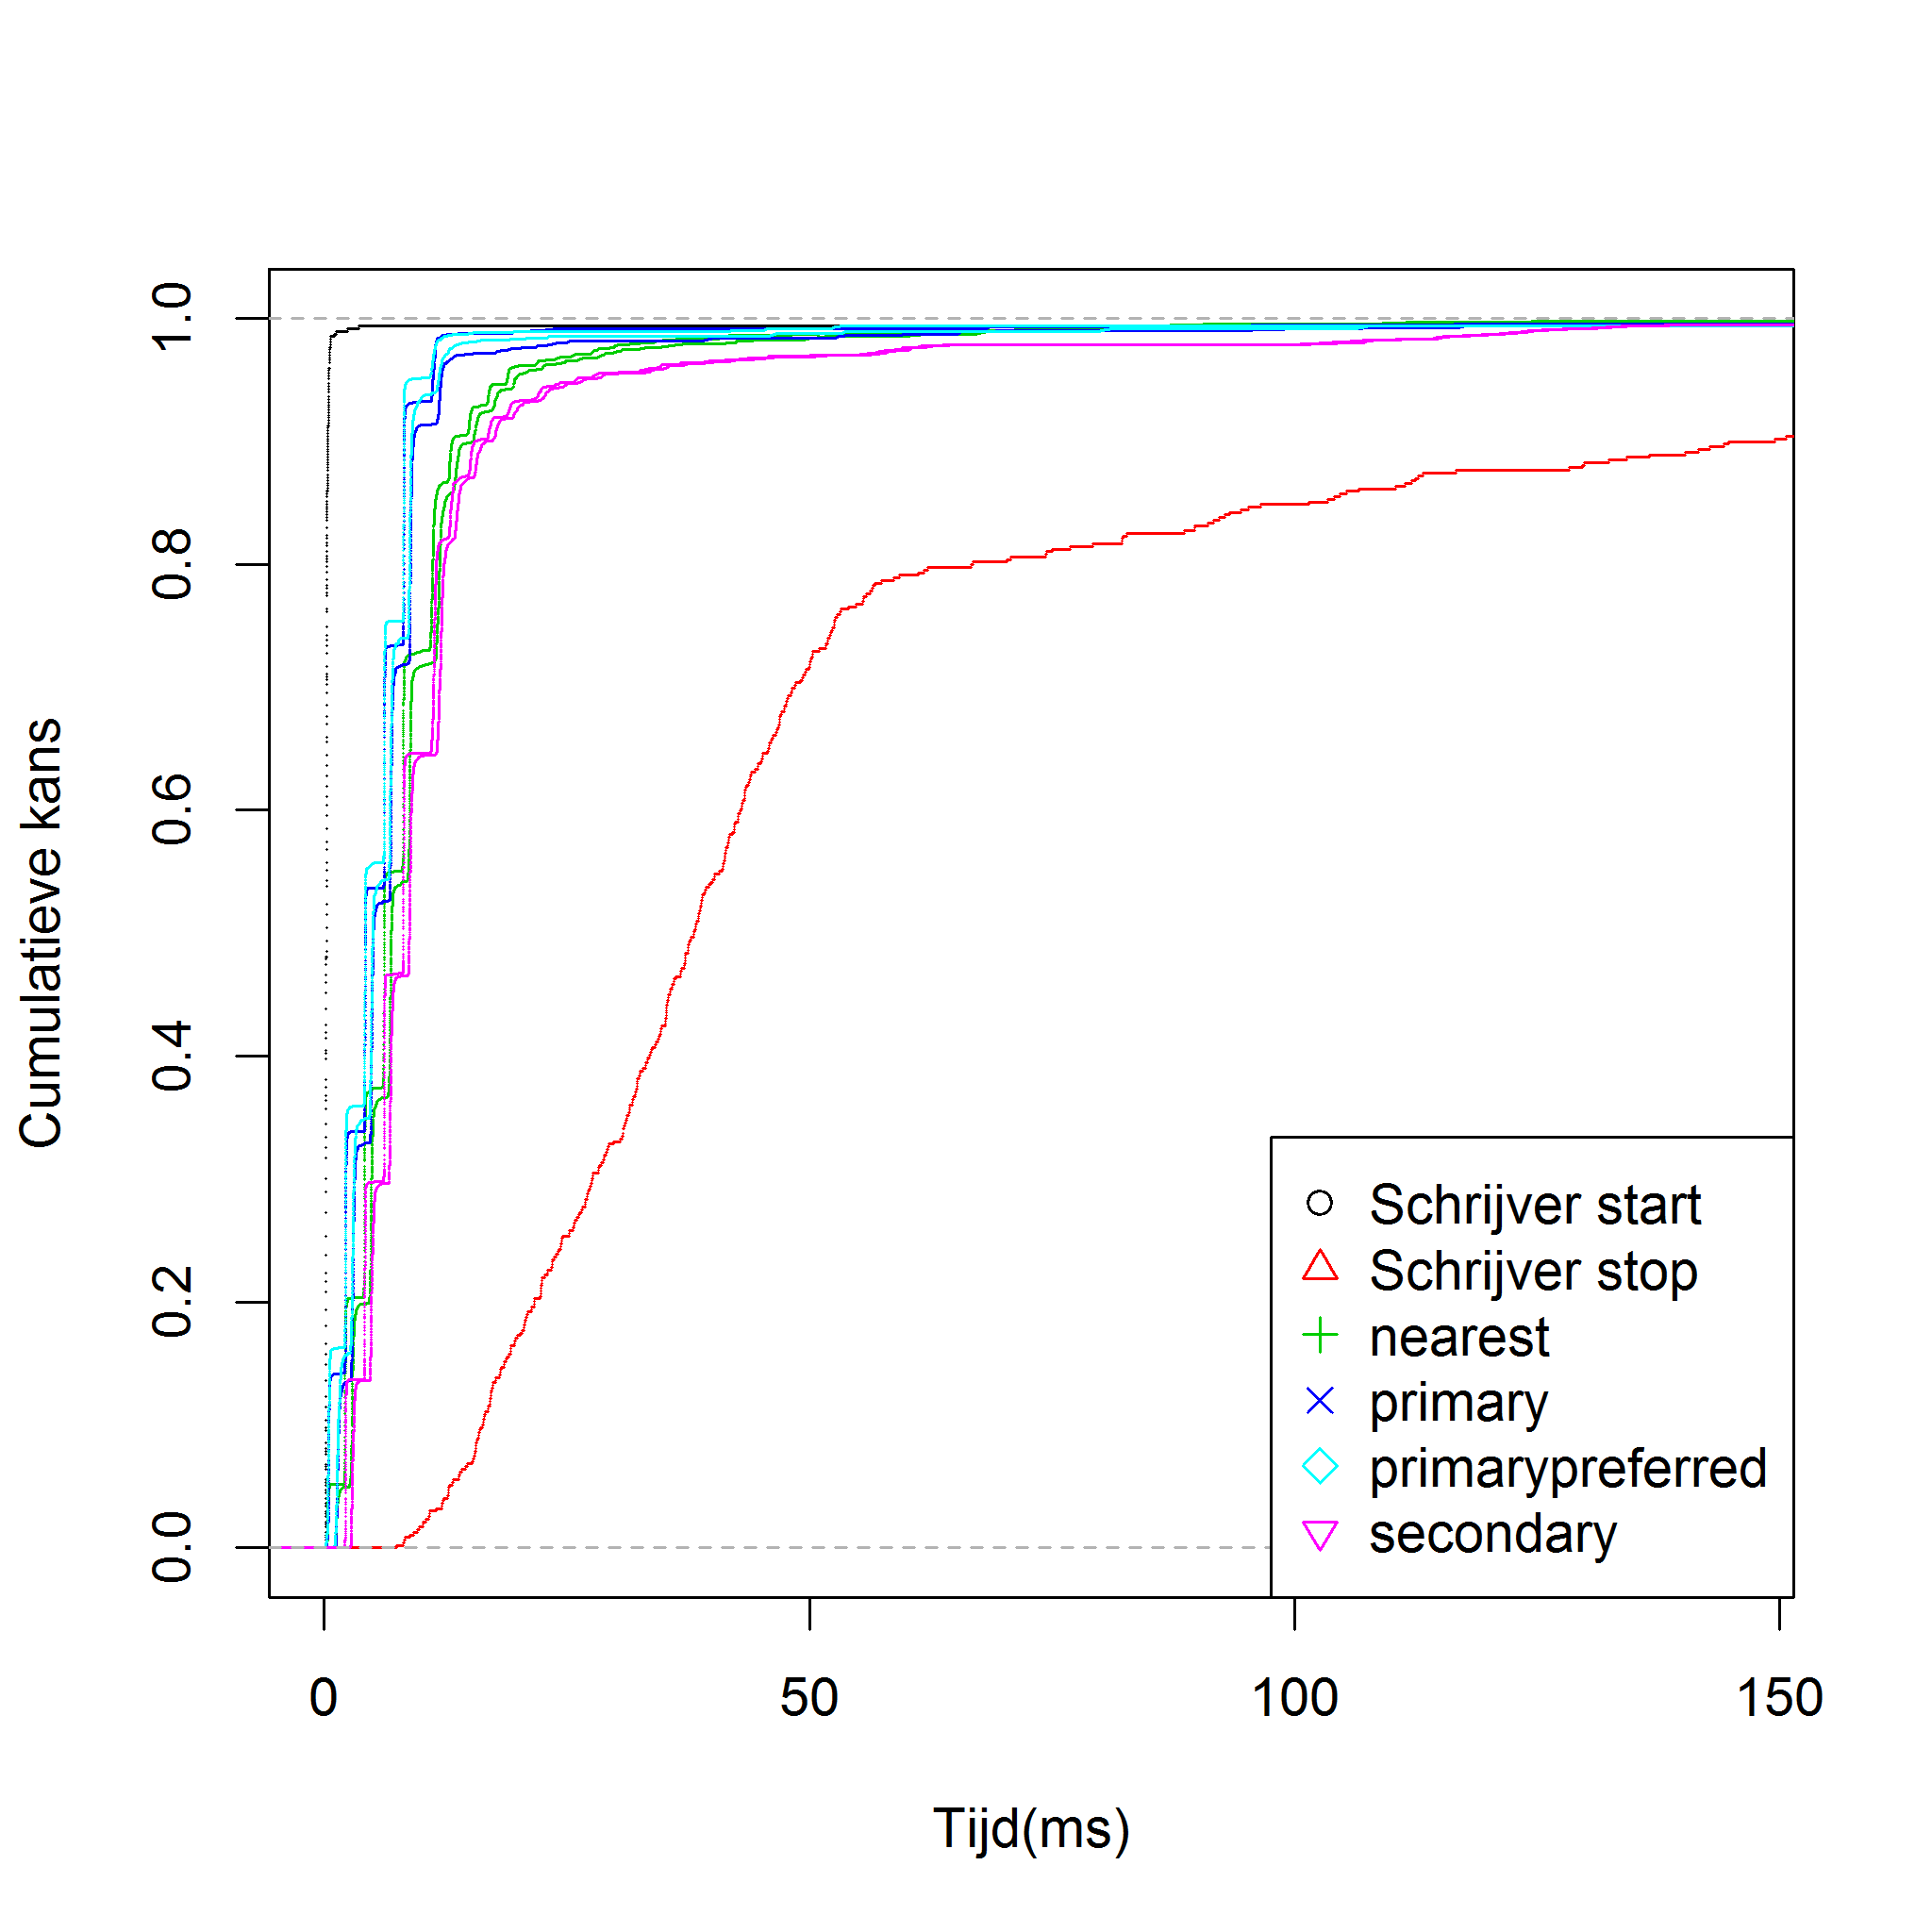 Cumulatieve kans
1.0
0.8
0.6
0.4
0.2
0.0
Schrijver start
Schrijver stop
nearest
primary
primarypreferred
secondary
0 50 100 150
Tijd(ms)